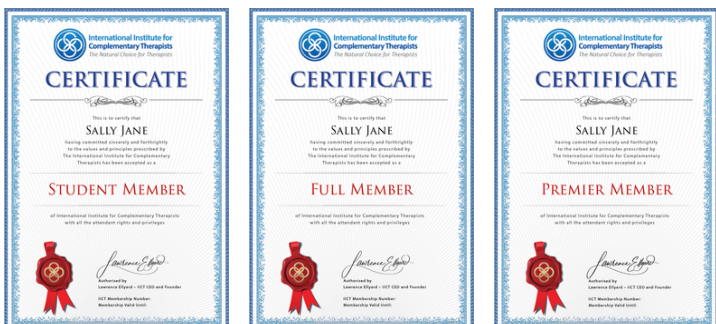 International Institute for
Complementary Therapists
The Natural Choice for Therapists
CERTIFICATE
This is to certify that
SALLY JANE
having committed sincerely and forthrightly
to the values and principles prescribed by
The International Institute for Complementary
Therapists has been accepted as a
STUDENT MEMBER
of International Institute for Complementary Therapists
with all the attendant rights and privileges
Lawrence Ellyard
Authorised by
Lawrence Ellyard - IICT CEO and Founder
IICT Membership Number:
Membership Valid Until:
International Institute for
Complementary Therapists
The Natural Choice for Therapists
CERTIFICATE
This is to certify that
SALLY JANE
having committed sincerely and forthrightly
to the values and principles prescribed by
The International Institute for Complementary
Therapists has been accepted as a
FULL MEMBER
of International Institute for Complementary Therapists
with all the attendant rights and privileges
Lawrence Ellyard
Authorised by
Lawrence Ellyard - IICT CEO and Founder
IICT Membership Number:
Membership Valid Until:
International Institute for
Complementary Therapists
The Natural Choice for Therapists
CERTIFICATE
This is to certify that
SALLY JANE
having committed sincerely and forthrightly
to the values and principles prescribed by
The International Institute for Complementary
Therapists has been accepted as a
PREMIER MEMBER
of International Institute for Complementary Therapists
with all the attendant rights and privileges
Lawrence Ellyard
Authorised by
Lawrence Ellyard - IICT CEO and Founder
IICT Membership Number:
Membership Valid Until: